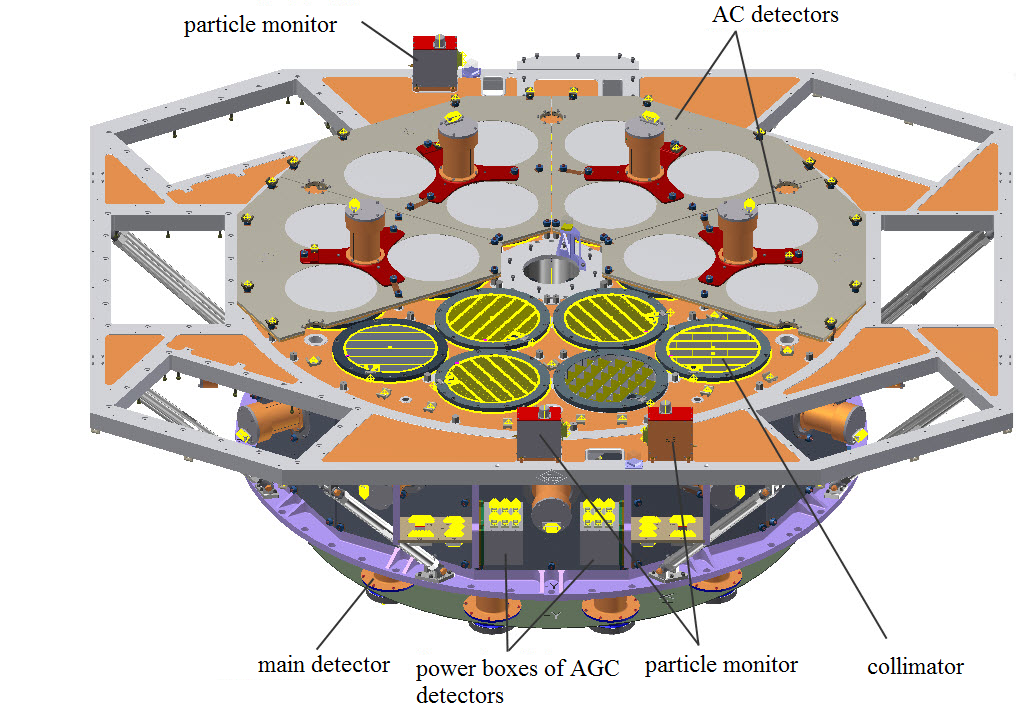 AC detectors
particle monitor
main detector
power boxes of AGC
detectors
particle monitor
collimator